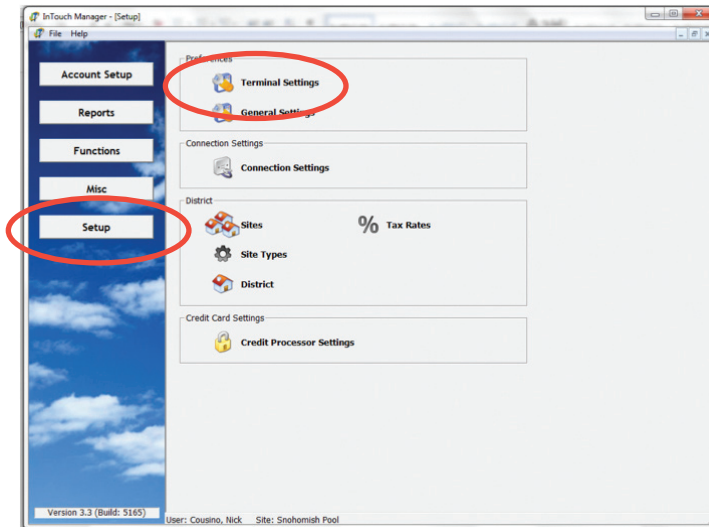 InTouch Manager - [Setup]
File Help
Account Setup
Reports
Functions
Misc
Setup
Preferences
Terminal Settings
General Settings
Connection Settings
Connection Settings
District
Sites
% Tax Rates
Site Types
District
Credit Card Settings
Credit Processor Settings
Version 3.3 (Build: 5165)
User: Cousino, Nick Site: Snohomish Pool